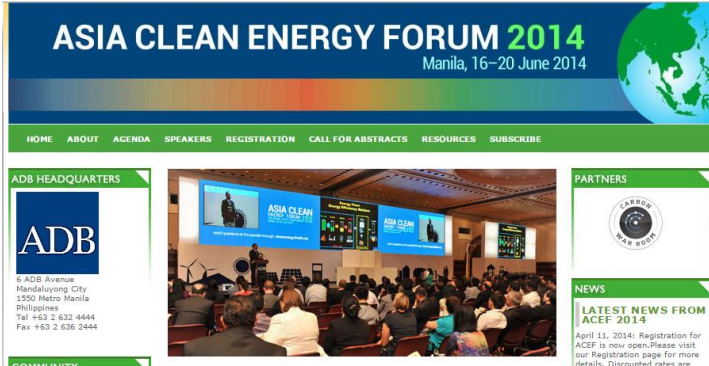 ASIA CLEAN ENERGY FORUM 2014
Manila, 16–20 June 2014
HOME ABOUT AGENDA SPEAKERS REGISTRATION CALL FOR ABSTRACTS RESOURCES SUBSCRIBE
ADB HEADQUARTERS
ADB
6 ADB Avenue
Mandaluyong City
1550 Metro Manila
Philippines
Tel +63 2 632 4444
Fax +63 2 636 2444
COMMUNITY
ASIA CLEAN
ENERGY FORUM
ASIA CLEAN
PARTNERS
CARBON
WAR ROOM
NEWS
LATEST NEWS FROM
ACEF 2014
April 11, 2014: Registration for
ACEF is now open.Please visit
our Registration page for more
details. Discounted rates are